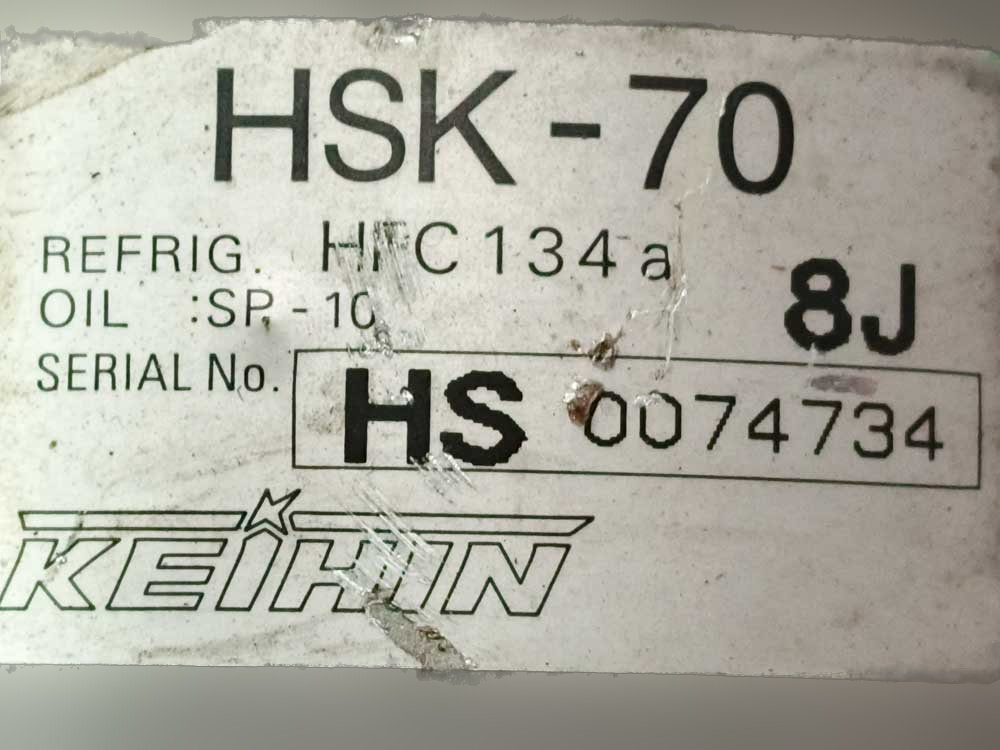 HSK-70
REFRIG. HFC134a
OIL :SP-10
8J
SERIAL No. HS 0074734
KEIHIN